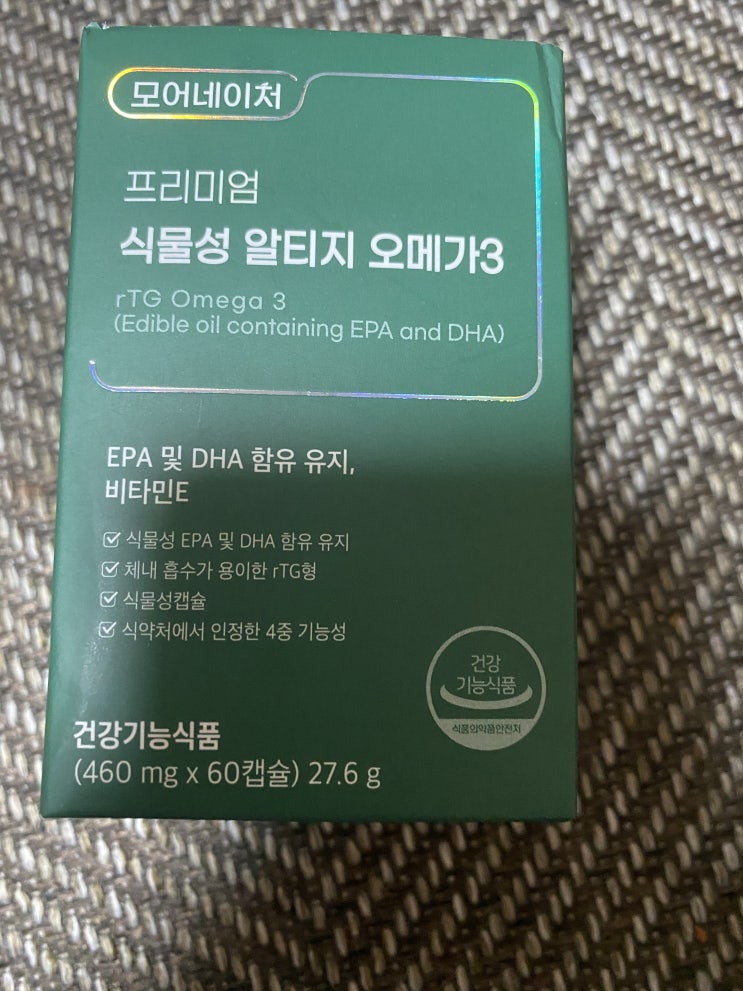 모어네이처
프리미엄
식물성 알티지 오메가3
rTG Omega 3
(Edible oil containing EPA and DHA)
EPA 및 DHA 함유 유지,
비타민E
식물성 EPA 및 DHA 함유 유지
체내 흡수가 용이한 rTG형
식물성캡슐
식약처에서 인정한 4중 기능성
건강
기능식품
식품의약품안전처
건강기능식품
(460 mg x 60캡슐) 27.6 g